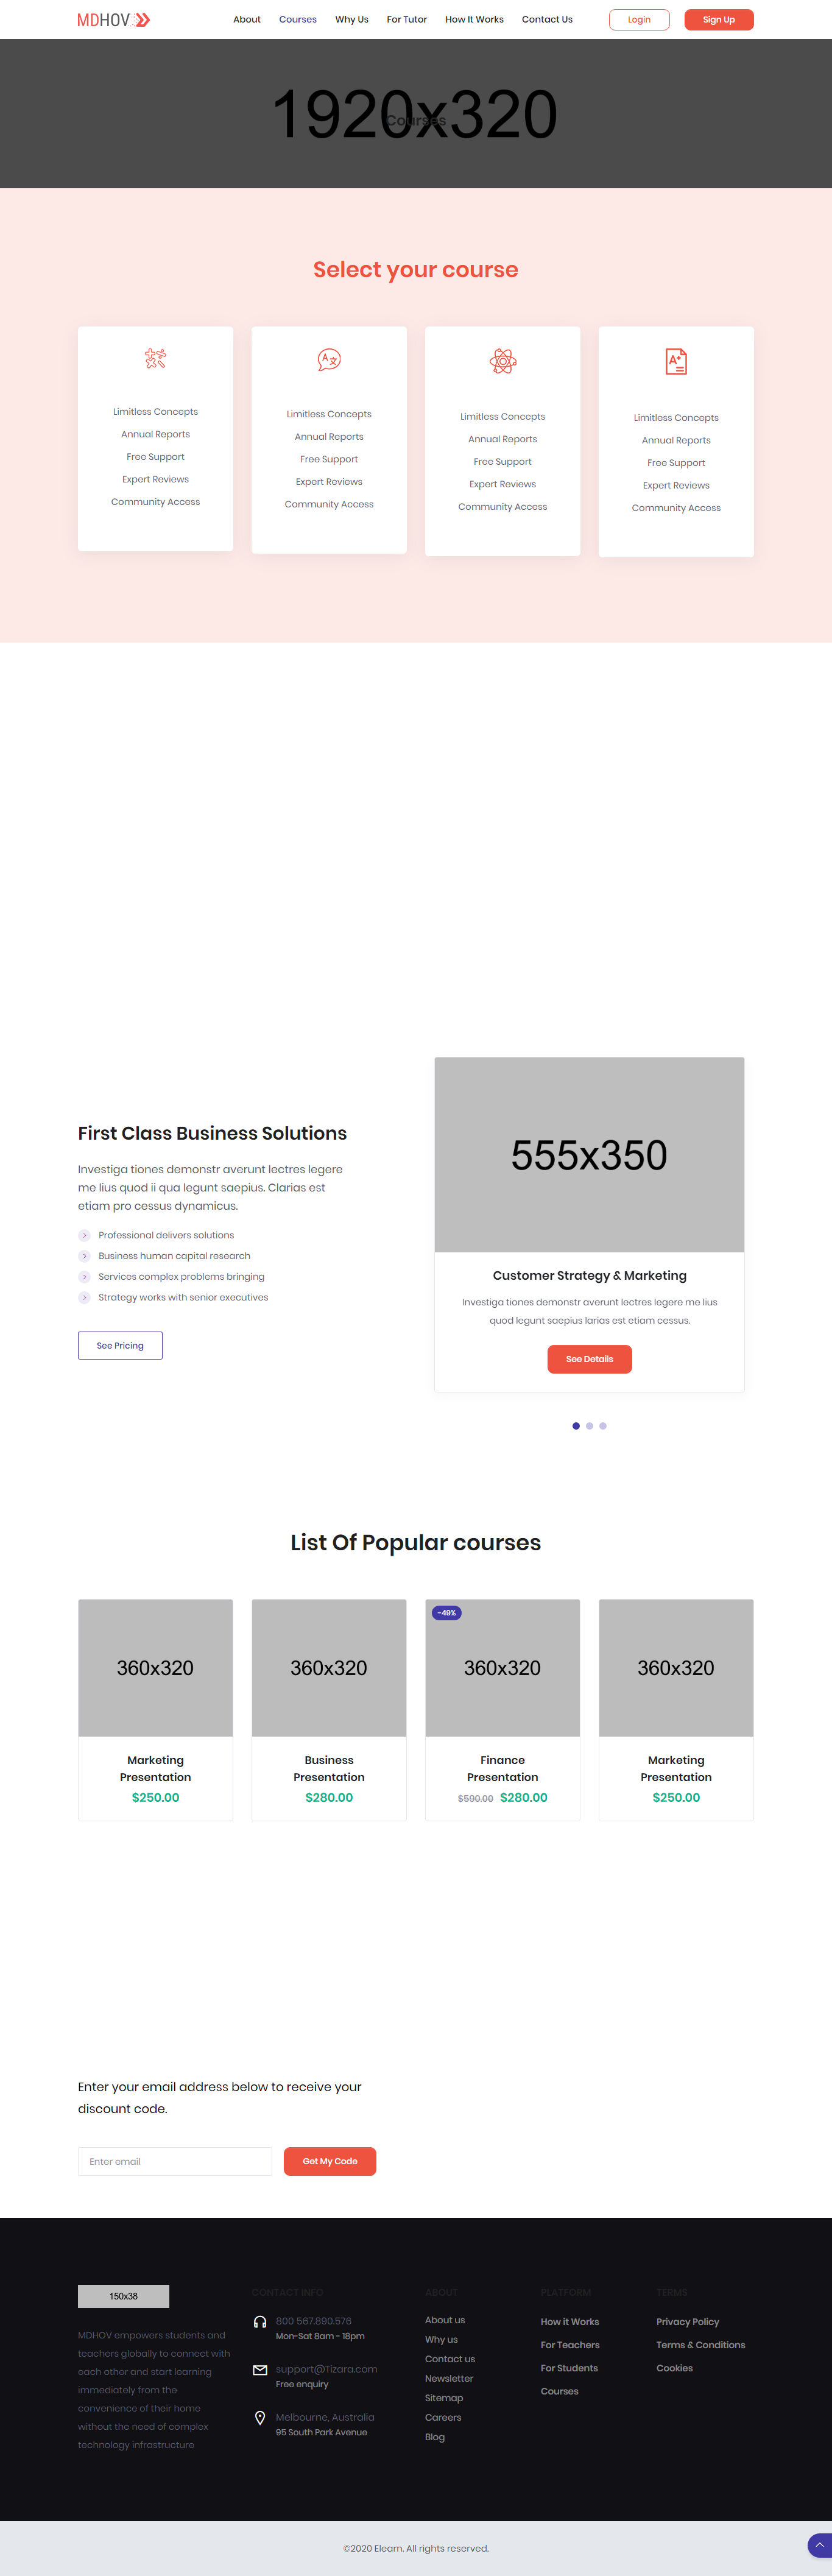 MDHOV
About Courses Why Us For Tutor How It Works Contact Us Login Sign Up
1920x320
Courses
Select your course
Limitless Concepts
Annual Reports
Free Support
Expert Reviews
Community Access
Limitless Concepts
Annual Reports
Free Support
Expert Reviews
Community Access
Limitless Concepts
Annual Reports
Free Support
Expert Reviews
Community Access
Limitless Concepts
Annual Reports
Free Support
Expert Reviews
Community Access
First Class Business Solutions
Investiga tiones demonstr averunt lectres legere
me lius quod ii qua legunt saepius. Clarias est
etiam pro cessus dynamicus.
Professional delivers solutions
Business human capital research
Services complex problems bringing
Strategy works with senior executives
See Pricing
555x350
Customer Strategy & Marketing
Investiga tiones demonstr averunt lectres legere me lius
quod legunt saepius larias est etiam cessus.
See Details
List Of Popular courses
360x320
Marketing
Presentation
$250.00
360x320
Business
Presentation
$280.00
-49%
360x320
Finance
Presentation
$590.00 $280.00
360x320
Marketing
Presentation
$250.00
Enter your email address below to receive your
discount code.
Enter email
Get My Code
150x38
MDHOV empowers students and
teachers globally to connect with
each other and start learning
immediately from the
convenience of their home
without the need of complex
technology infrastructure
CONTACT INFO
800 567.890.576
Mon-Sat 8am - 18pm
support@Tizara.com
Free enquiry
Melbourne, Australia
95 South Park Avenue
ABOUT
About us
Why us
Contact us
Newsletter
Sitemap
Careers
Blog
PLATFORM
How it Works
For Teachers
For Students
Courses
TERMS
Privacy Policy
Terms & Conditions
Cookies
©2020 Elearn. All rights reserved.